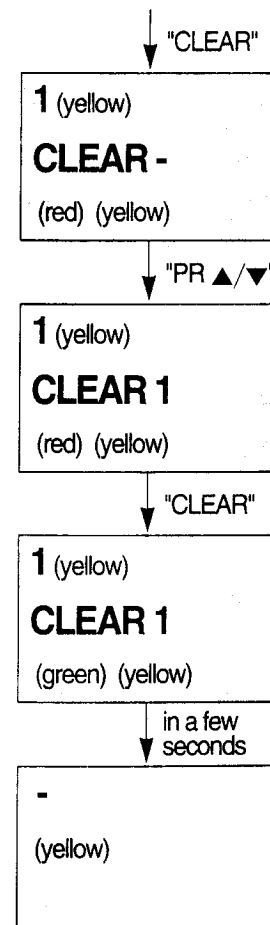 "CLEAR"
1 (yellow)
CLEAR -
(red) (yellow)
"PR ▲/▼"
1 (yellow)
CLEAR 1
(red) (yellow)
"CLEAR"
1 (yellow)
CLEAR 1
(green) (yellow)
in a few
seconds
-
(yellow)